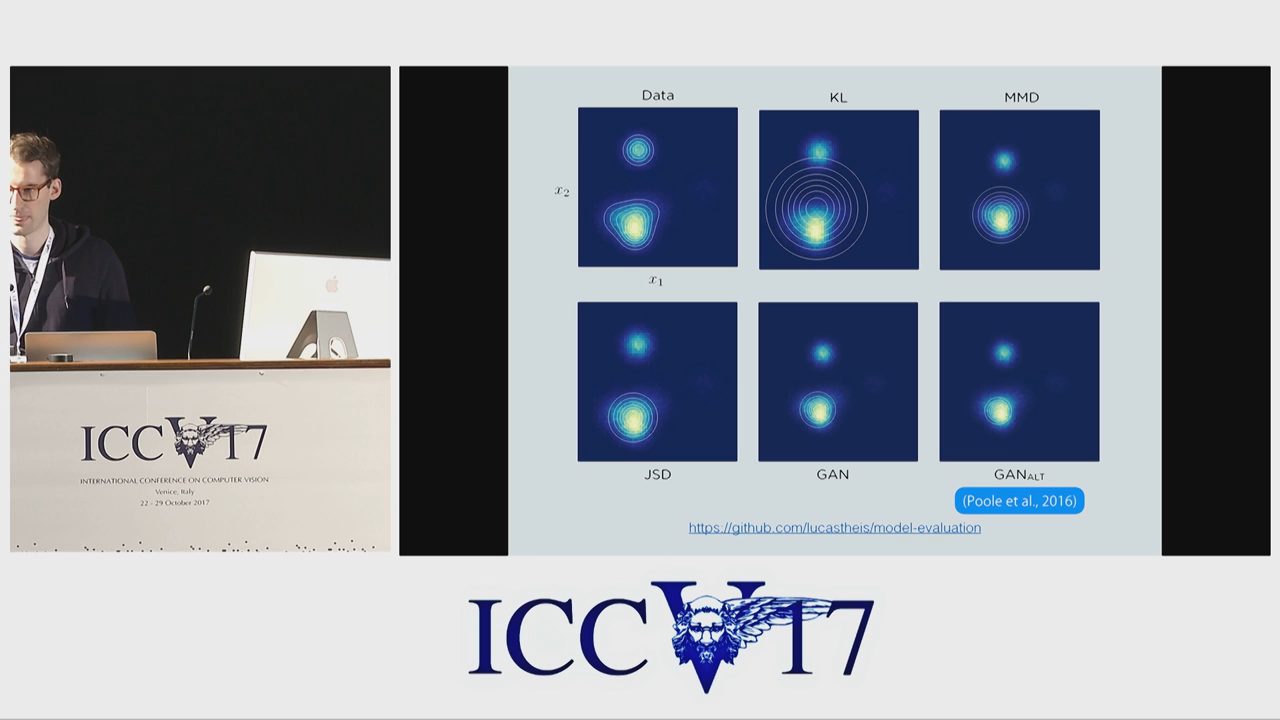 Data
KL
MMD
x2
x1
JSD
GAN
GANALT
(Poole et al., 2016)
https://github.com/lucastheis/model-evaluation
ICCV17
INTERNATIONAL CONFERENCE ON COMPUTER VISION
Venice, Italy
22 - 29 October 2017
ICCV17